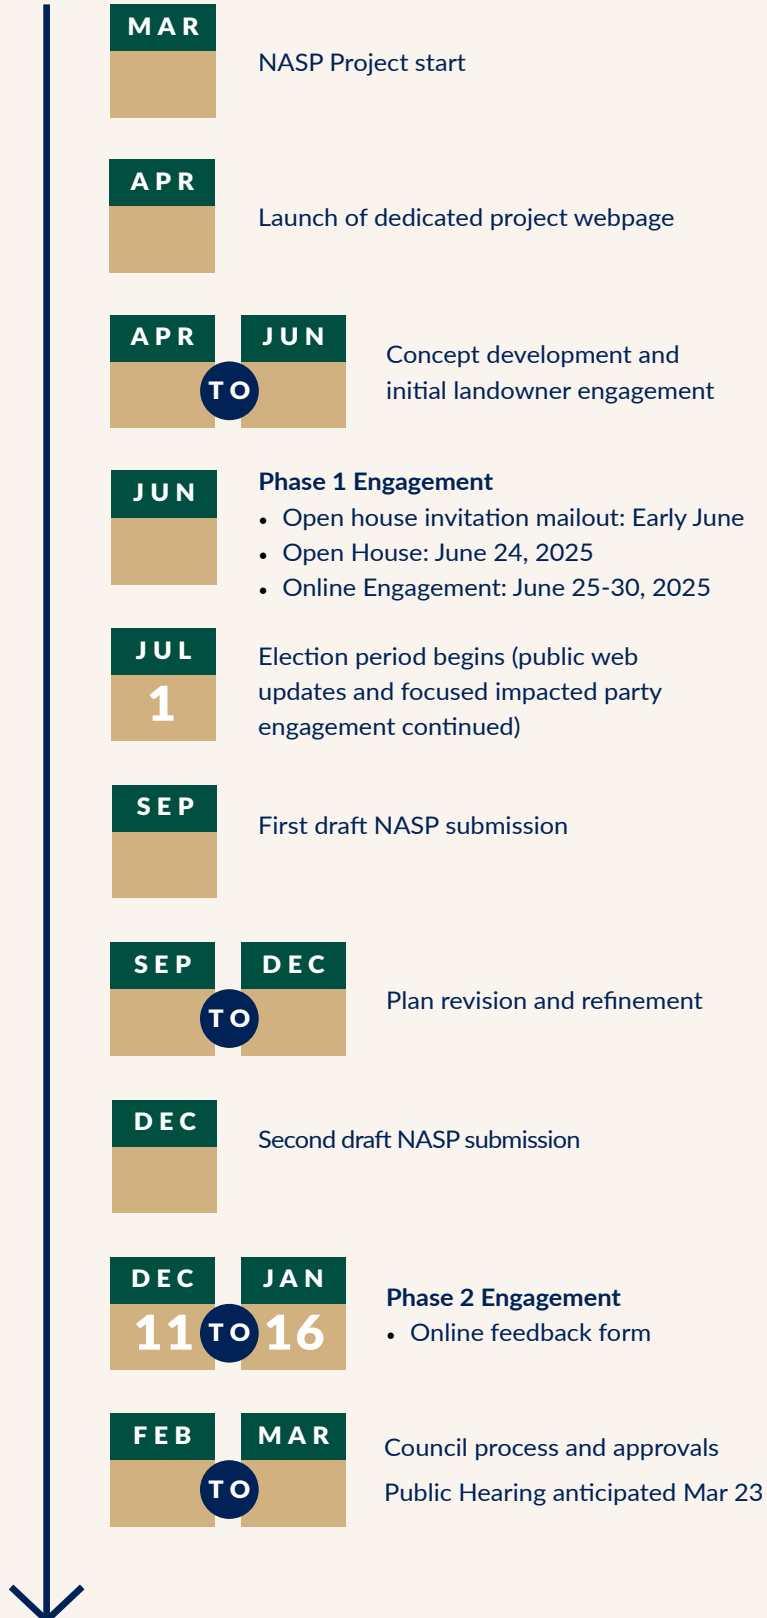 MAR
NASP Project start
APR
Launch of dedicated project webpage
APR TO JUN
Concept development and
initial landowner engagement
JUN
Phase 1 Engagement
• Open house invitation mailout: Early June
• Open House: June 24, 2025
• Online Engagement: June 25-30, 2025
JUL
1
Election period begins (public web
updates and focused impacted party
engagement continued)
SEP
First draft NASP submission
SEP TO DEC
Plan revision and refinement
DEC
Second draft NASP submission
DEC JAN
11 TO 16
Phase 2 Engagement
• Online feedback form
FEB TO MAR
Council process and approvals
Public Hearing anticipated Mar 23